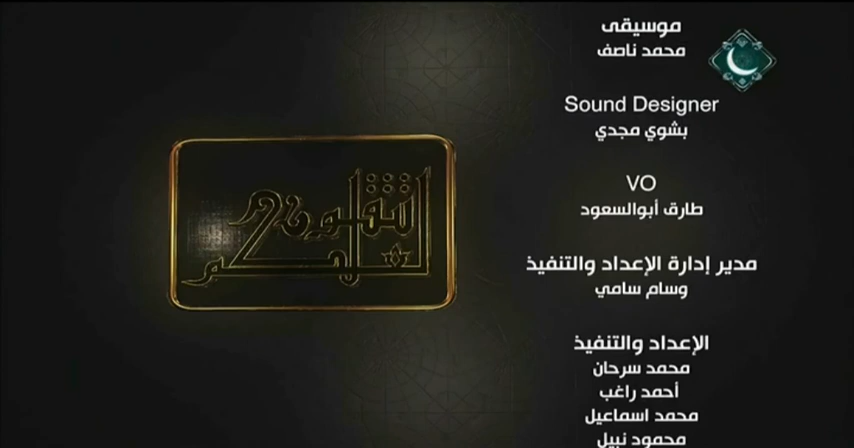 موسيقى
محمد ناصف
Sound Designer
بشوي مجدي
VO
طارق أبوالسعود
مدير إدارة الإعداد والتنفيذ
وسام سامي
الإعداد والتنفيذ
محمد سرحان
أحمد راغب
محمد اسماعيل
محمود نبيل